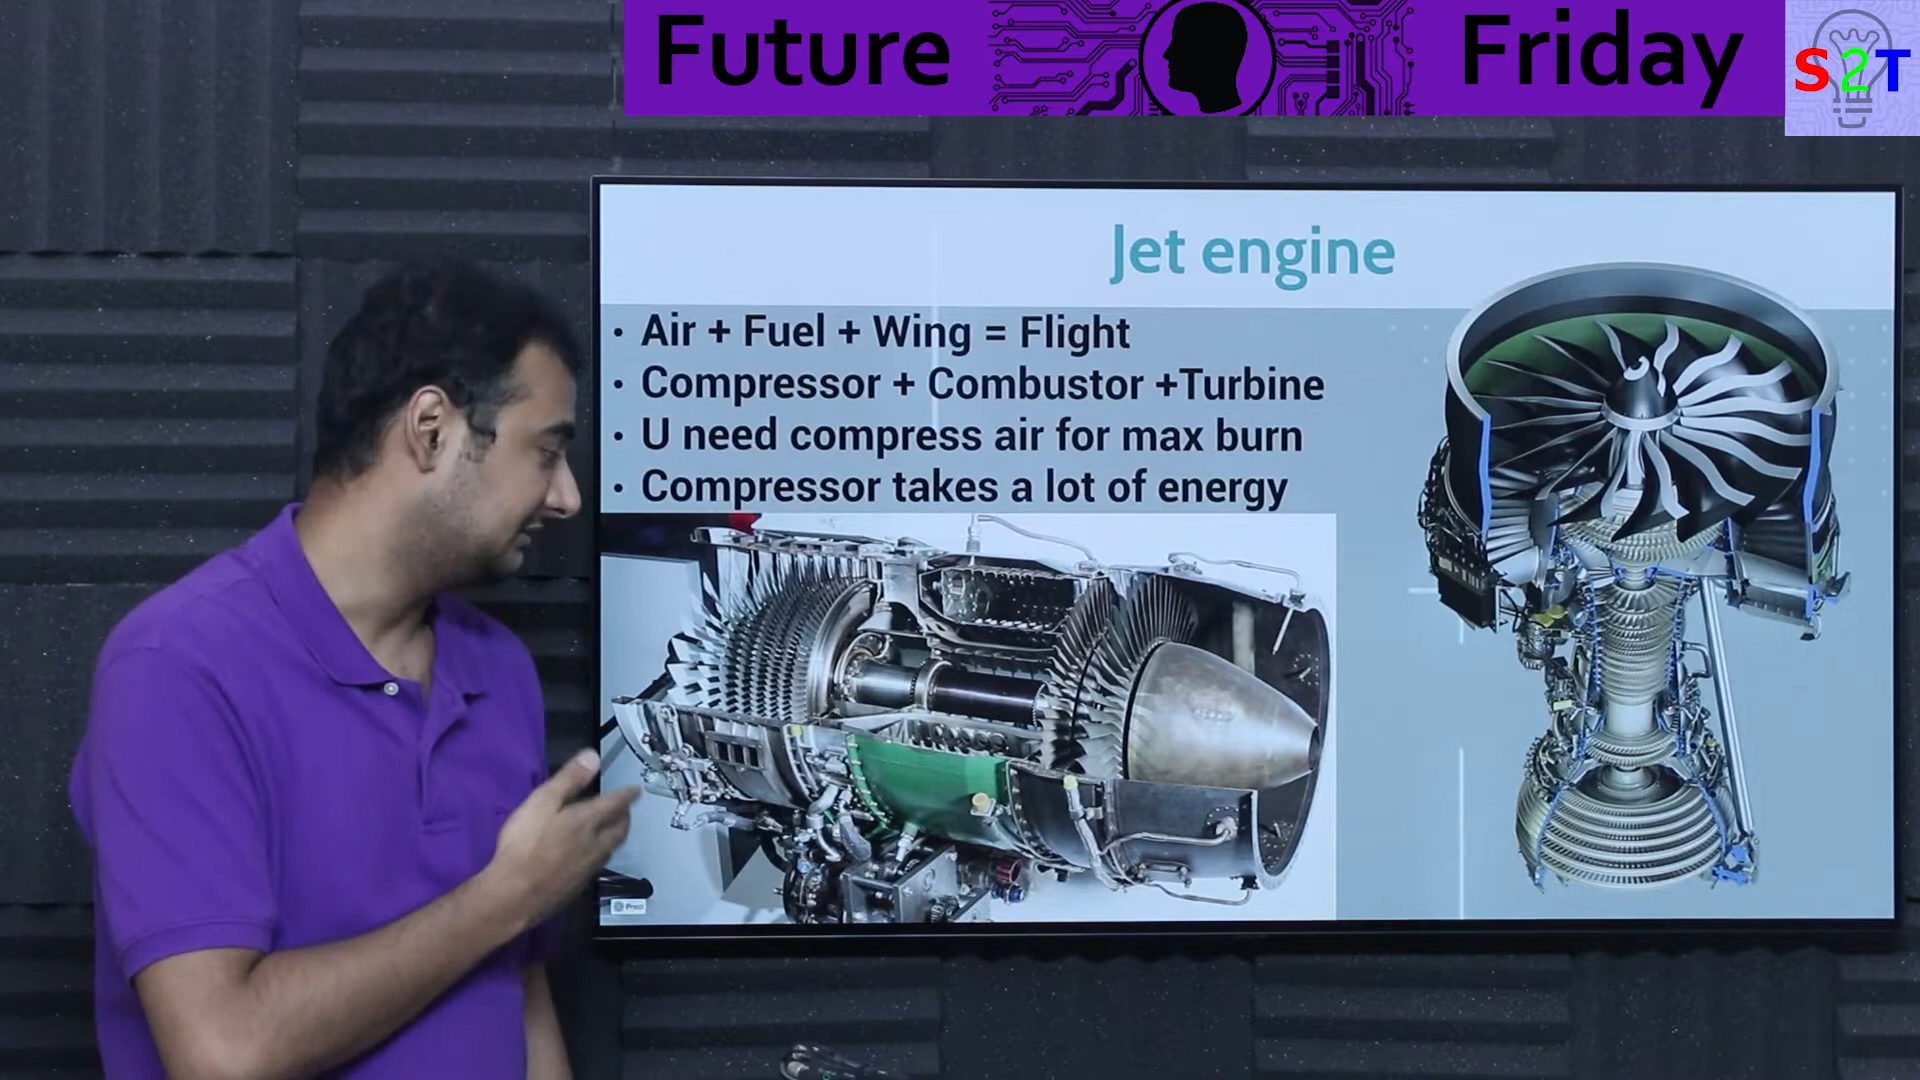 Future Friday
S2T
Jet engine
• Air + Fuel + Wing = Flight
• Compressor + Combustor +Turbine
• U need compress air for max burn
• Compressor takes a lot of energy
Prezi